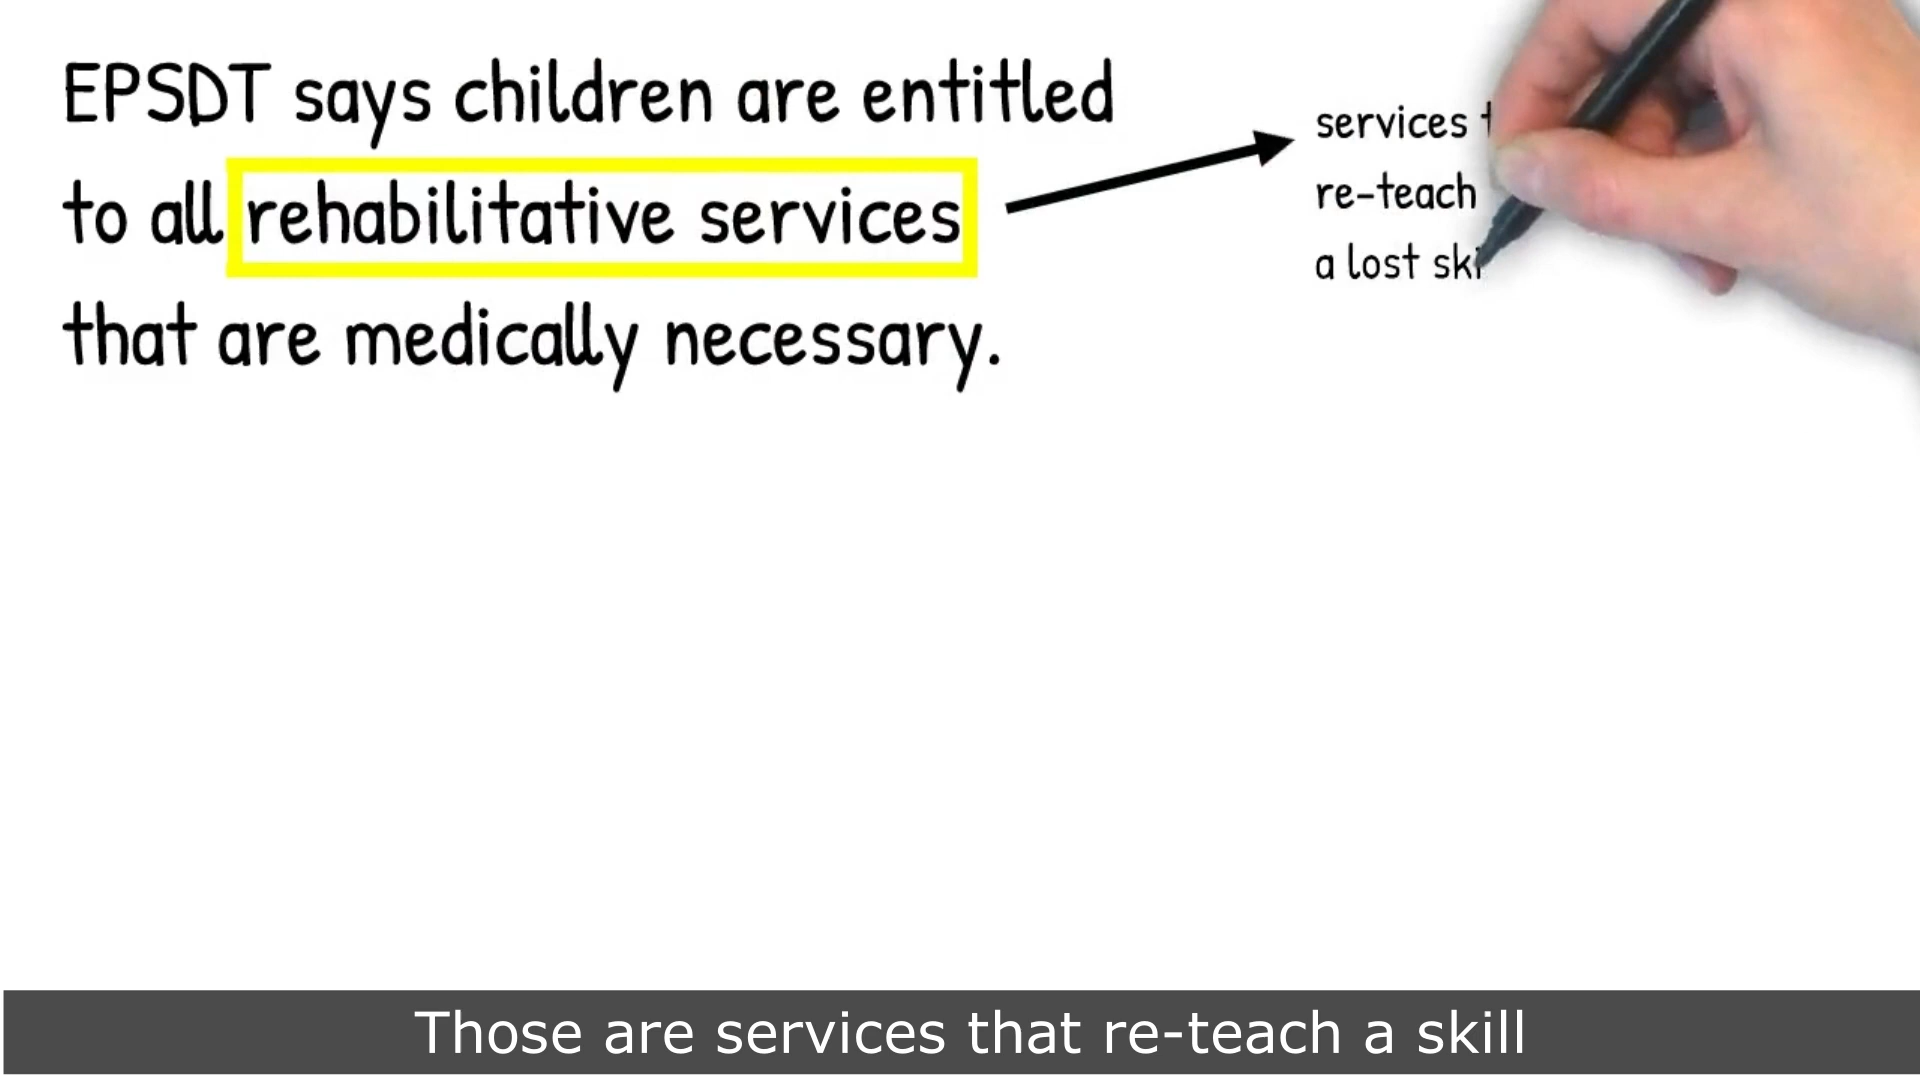 EPSDT says children are entitled
to all rehabilitative services
that are medically necessary.
services
re-teach
a lost
Those are services that re-teach a skill